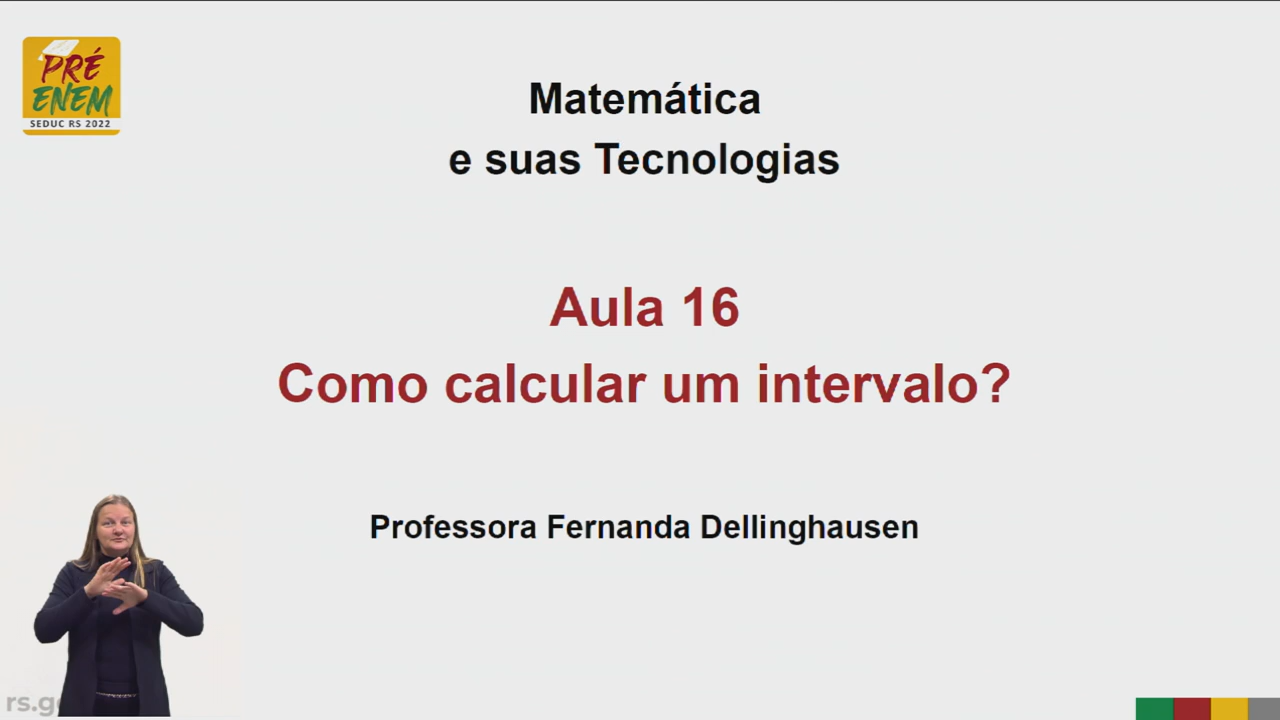 PRÉ
ENEM
SEDUC RS 2022
Matemática
e suas Tecnologias
Aula 16
Como calcular um intervalo?
Professora Fernanda Dellinghausen